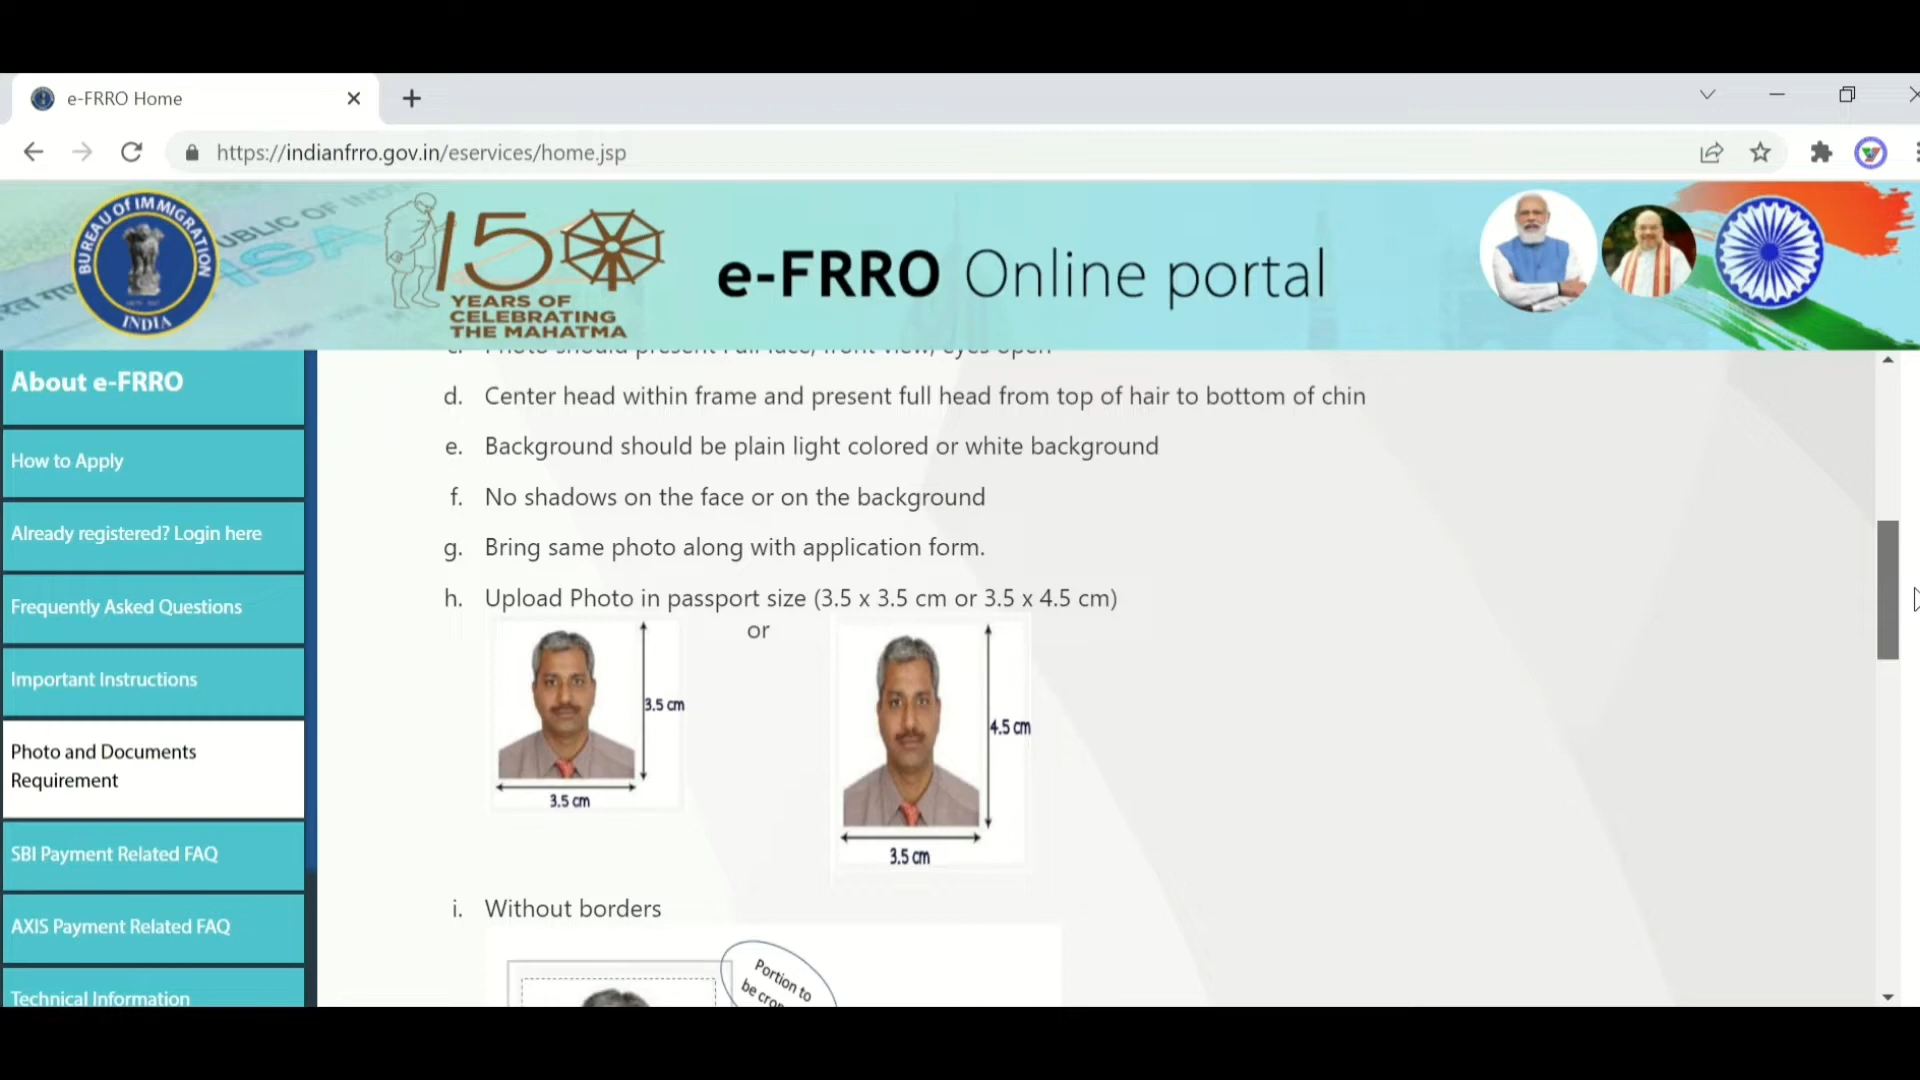 e-FRRO Home
https://indianfrro.gov.in/eservices/home.jsp
BUREAU OF IMMIGRATION
INDIA
150
YEARS OF
CELEBRATING
THE MAHATMA
e-FRRO Online portal
About e-FRRO
How to Apply
Already registered? Login here
Frequently Asked Questions
Important Instructions
Photo and Documents
Requirement
SBI Payment Related FAQ
AXIS Payment Related FAQ
Technical Information
d. Center head within frame and present full head from top of hair to bottom of chin
e. Background should be plain light colored or white background
f. No shadows on the face or on the background
g. Bring same photo along with application form.
h. Upload Photo in passport size (3.5 x 3.5 cm or 3.5 x 4.5 cm)
or
3.5 cm
3.5 cm
4.5 cm
3.5 cm
i. Without borders
Portion to
be